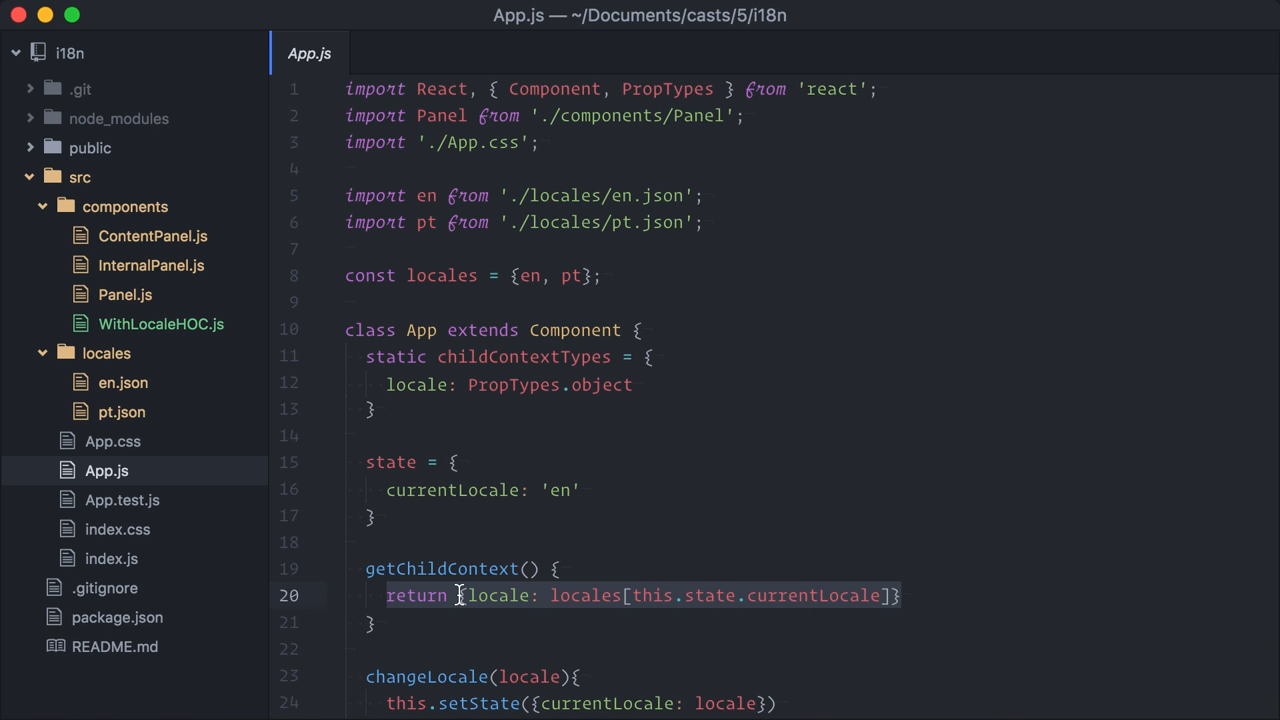 App.js — ~/Documents/casts/5/i18n
i18n
.git
node_modules
public
src
components
ContentPanel.js
InternalPanel.js
Panel.js
WithLocaleHOC.js
locales
en.json
pt.json
App.css
App.js
App.test.js
index.css
index.js
.gitignore
package.json
README.md
App.js
1 import React, { Component, PropTypes } from 'react';
2 import Panel from './components/Panel';
3 import './App.css';
4
5 import en from './locales/en.json';
6 import pt from './locales/pt.json';
7
8 const locales = {en, pt};
9
10 class App extends Component {
11 static childContextTypes = {
12 locale: PropTypes.object
13 }
14
15 state = {
16 currentLocale: 'en'
17 }
18
19 getChildContext() {
20 return {locale: locales[this.state.currentLocale]}
21 }
22
23 changeLocale(locale){
24 this.setState({currentLocale: locale})